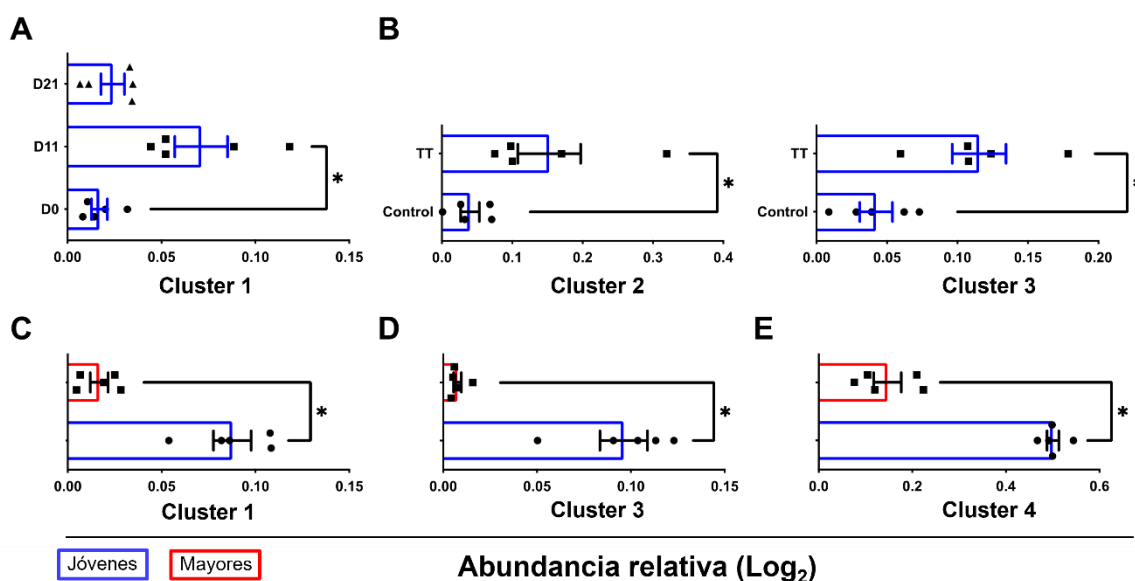 A
D21
D11
D0
*
0.00 0.05 0.10 0.15
Cluster 1
B
TT
Control
*
0.0 0.1 0.2 0.3 0.4
Cluster 2
TT
Control
*
0.00 0.05 0.10 0.15 0.20
Cluster 3
C
*
0.00 0.05 0.10 0.15
Cluster 1
D
*
0.00 0.05 0.10 0.15
Cluster 3
E
*
0.0 0.2 0.4 0.6
Cluster 4
Jóvenes
Mayores
Abundancia relativa (Log₂)